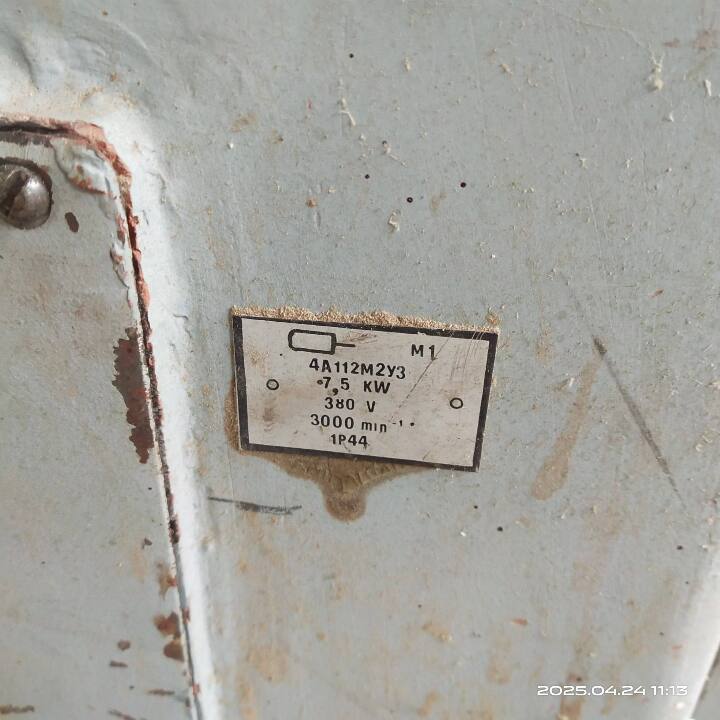 M1
4A112M2У3
7,5 KW
380 V
3000 min⁻¹
1P44
2025.04.24 11:13